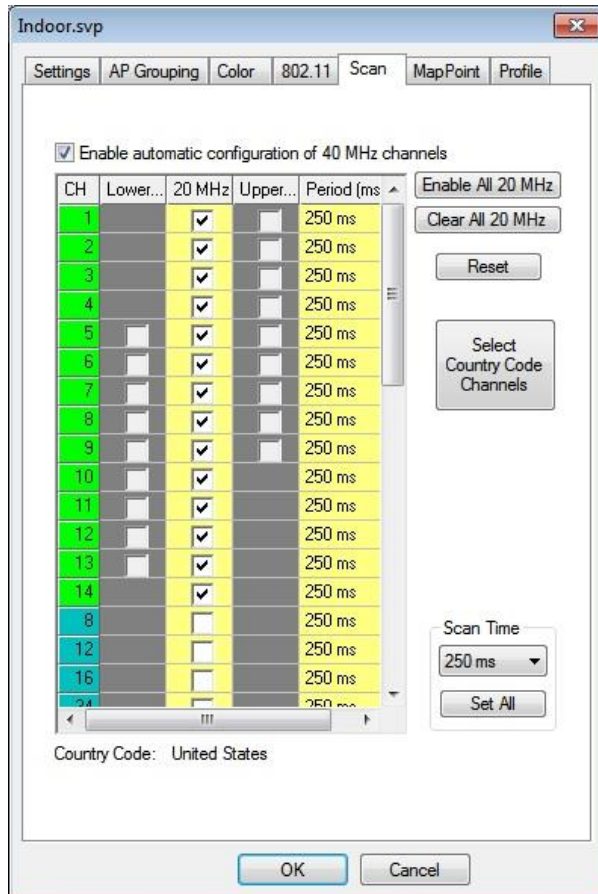 Indoor.svp
Settings AP Grouping Color 802.11 Scan MapPoint Profile
Enable automatic configuration of 40 MHz channels
CH Lower... 20 MHz Upper... Period (ms
1 250 ms
2 250 ms
3 250 ms
4 250 ms
5 250 ms
6 250 ms
7 250 ms
8 250 ms
9 250 ms
10 250 ms
11 250 ms
12 250 ms
13 250 ms
14 250 ms
8 250 ms
12 250 ms
16 250 ms
24 250 ms
Enable All 20 MHz
Clear All 20 MHz
Reset
Select
Country Code
Channels
Scan Time
250 ms
Set All
Country Code: United States
OK Cancel